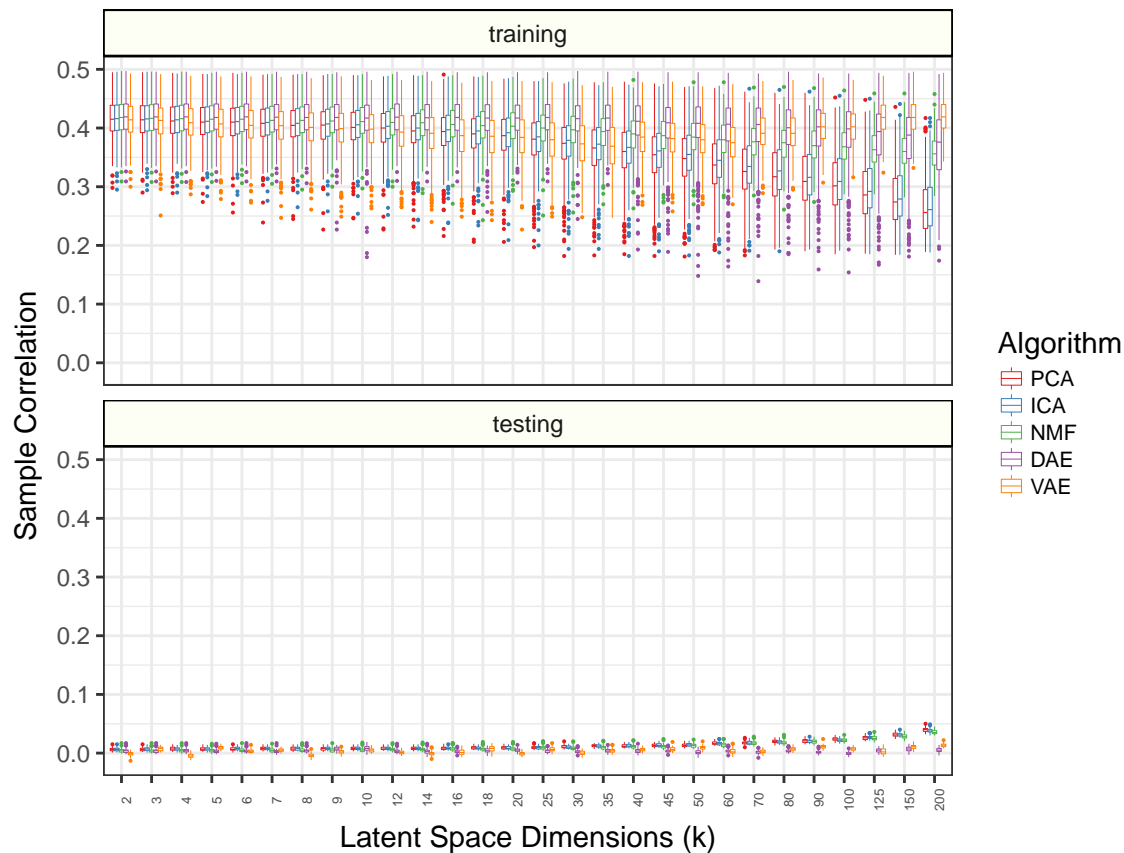 training
0.5
0.4
0.3
0.2
0.1
0.0
testing
0.5
0.4
0.3
0.2
0.1
0.0
Sample Correlation
2 3 4 5 6 7 8 9 10 12 14 16 18 20 25 30 35 40 45 50 60 70 80 90 100 125 150 200
Latent Space Dimensions (k)
Algorithm
PCA
ICA
NMF
DAE
VAE